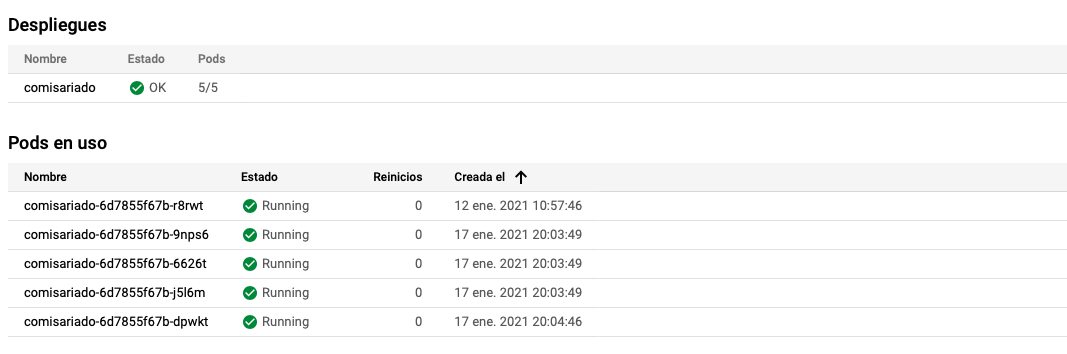 Despliegues
Nombre Estado Pods
comisariado OK 5/5
Pods en uso
Nombre Estado Reinicios Creada el
comisariado-6d7855f67b-r8rwt Running 0 12 ene. 2021 10:57:46
comisariado-6d7855f67b-9nps6 Running 0 17 ene. 2021 20:03:49
comisariado-6d7855f67b-6626t Running 0 17 ene. 2021 20:03:49
comisariado-6d7855f67b-j5l6m Running 0 17 ene. 2021 20:03:49
comisariado-6d7855f67b-dpwkt Running 0 17 ene. 2021 20:04:46